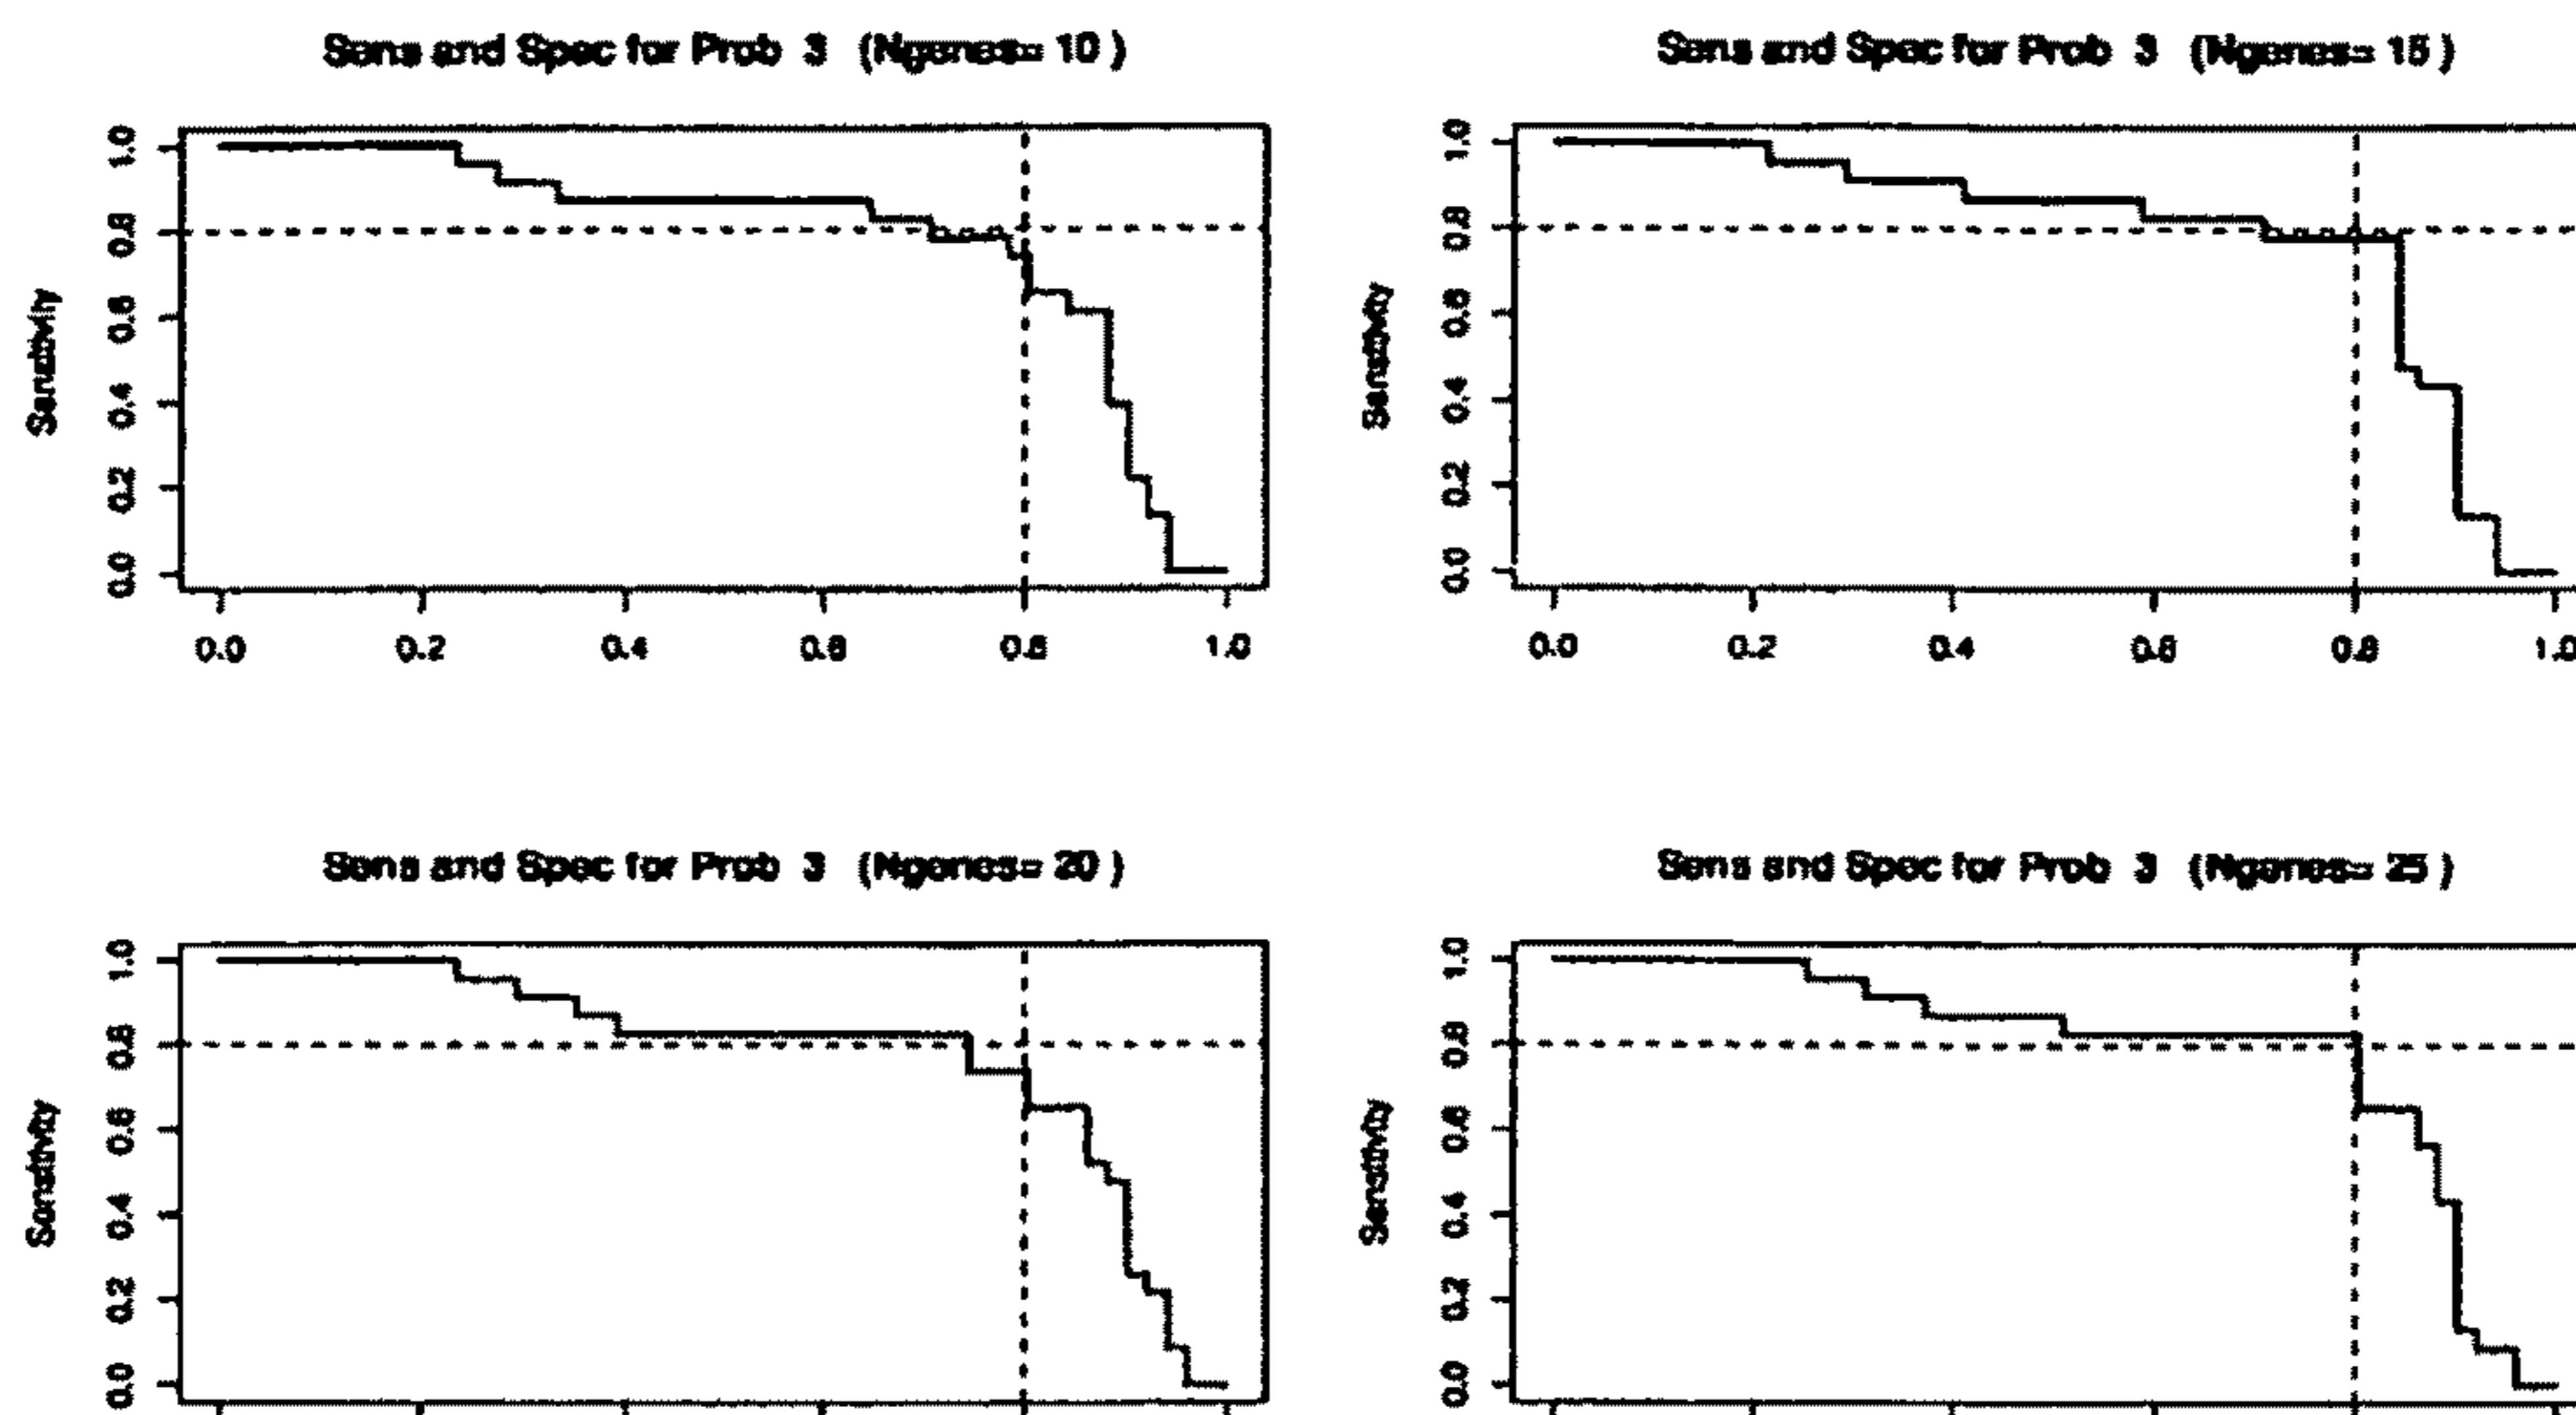 Sens and Spec for Prob 3 (Ngenes= 10 )
Sens and Spec for Prob 3 (Ngenes= 15 )
Sensitivity
0.0 0.2 0.4 0.6 0.8 1.0
0.0 0.2 0.4 0.6 0.8 1.0
Sensitivity
0.0 0.2 0.4 0.6 0.8 1.0
0.0 0.2 0.4 0.6 0.8 1.0
Sens and Spec for Prob 3 (Ngenes= 20 )
Sens and Spec for Prob 3 (Ngenes= 25 )
Sensitivity
0.0 0.2 0.4 0.6 0.8 1.0
Sensitivity
0.0 0.2 0.4 0.6 0.8 1.0